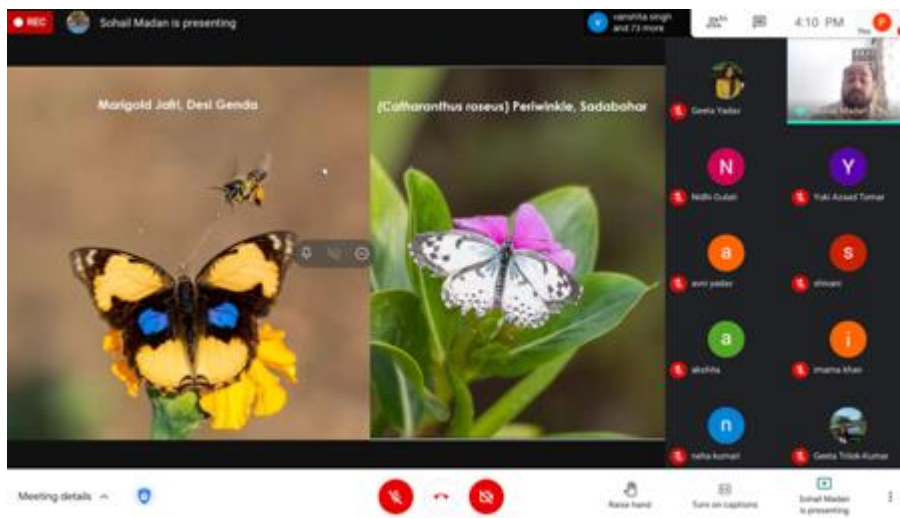 REC
Sohail Madan is presenting
v
vanshita singh
and 73 more
4:10 PM
You
P
Marigold Jafri, Desi Genda
(Catharanthus roseus) Periwinkle, Sadabahar
Geeta Yadav
Madan
N
Nidhi Gulati
Y
Yuki Azaad Tomar
a
avni yadav
s
shivani
a
akshita
i
imama khan
n
neha kumari
Geeta Trilok-Kumar
Meeting details
Raise hand
Turn on captions
Sohail Madan
is presenting